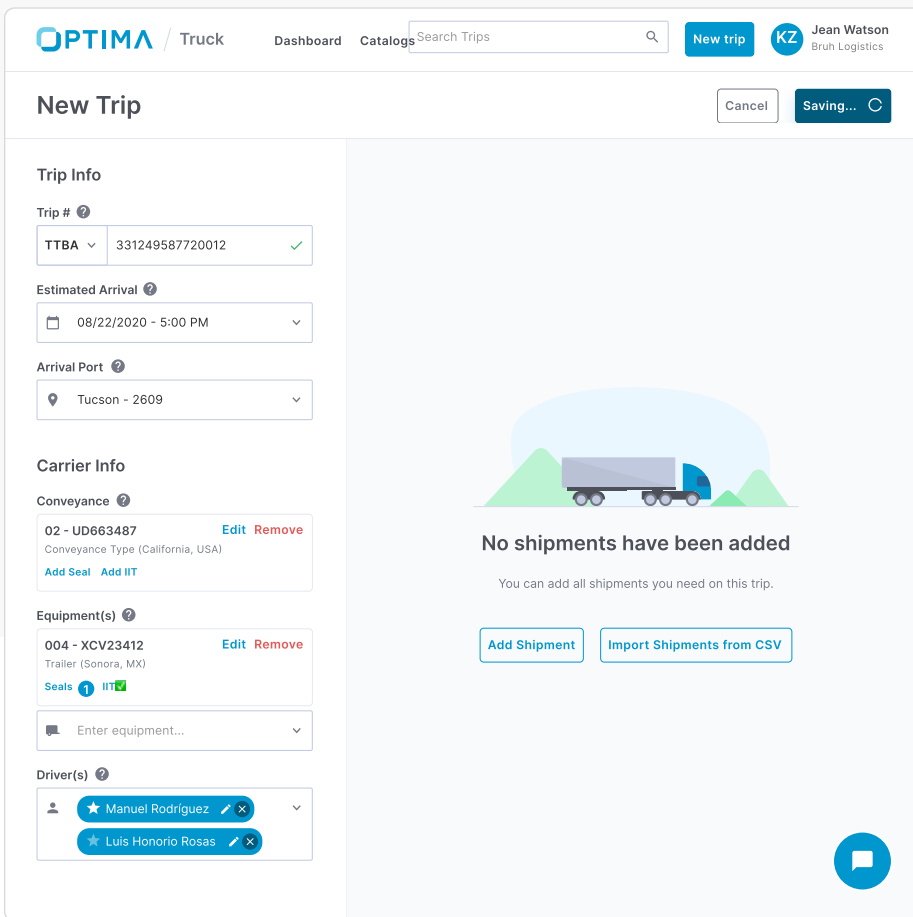 OPTIMA / Truck
Dashboard
Catalogs
Search Trips
New trip
KZ
Jean Watson
Bruh Logistics
New Trip
Cancel
Saving...
Trip Info
Trip # ?
TTBA
331249587720012
Estimated Arrival ?
08/22/2020 - 5:00 PM
Arrival Port ?
Tucson - 2609
Carrier Info
Conveyance ?
02 - UD663487
Edit
Remove
Conveyance Type (California, USA)
Add Seal
Add IIT
Equipment(s) ?
004 - XCV23412
Edit
Remove
Trailer (Sonora, MX)
Seals 1
IIT✅
Enter equipment...
Driver(s) ?
Manuel Rodríguez
Luis Honorio Rosas
No shipments have been added
You can add all shipments you need on this trip.
Add Shipment
Import Shipments from CSV